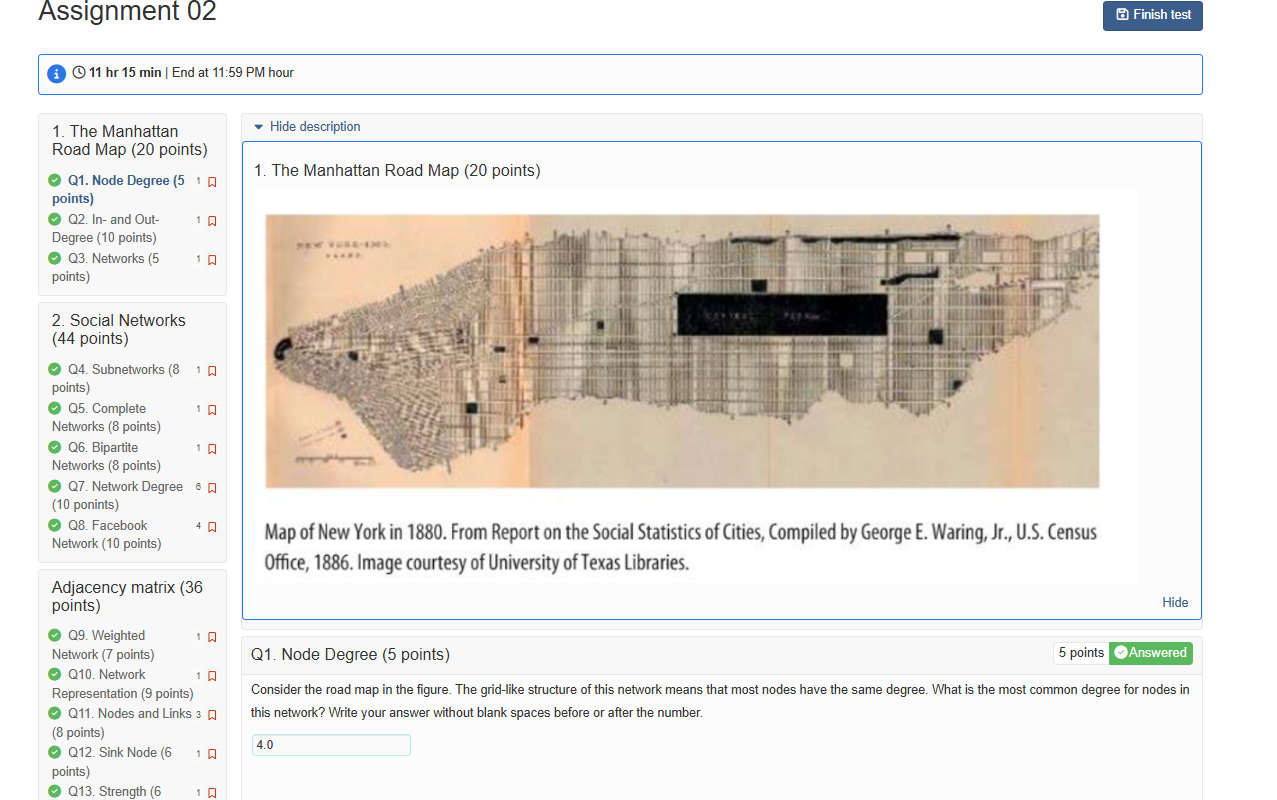 Assignment 02
Finish test
11 hr 15 min | End at 11:59 PM hour
1. The Manhattan
Road Map (20 points)
Q1. Node Degree (5 1
points)
Q2. In- and Out- 1
Degree (10 points)
Q3. Networks (5 1
points)
2. Social Networks
(44 points)
Q4. Subnetworks (8 1
points)
Q5. Complete 1
Networks (8 points)
Q6. Bipartite 1
Networks (8 points)
Q7. Network Degree 6
(10 ponints)
Q8. Facebook 4
Network (10 points)
Adjacency matrix (36
points)
Q9. Weighted 1
Network (7 points)
Q10. Network 1
Representation (9 points)
Q11. Nodes and Links 3
(8 points)
Q12. Sink Node (6 1
points)
Q13. Strength (6 1
Hide description
1. The Manhattan Road Map (20 points)
Map of New York in 1880. From Report on the Social Statistics of Cities, Compiled by George E. Waring, Jr., U.S. Census
Office, 1886. Image courtesy of University of Texas Libraries.
Hide
Q1. Node Degree (5 points)
5 points Answered
Consider the road map in the figure. The grid-like structure of this network means that most nodes have the same degree. What is the most common degree for nodes in
this network? Write your answer without blank spaces before or after the number.
4.0